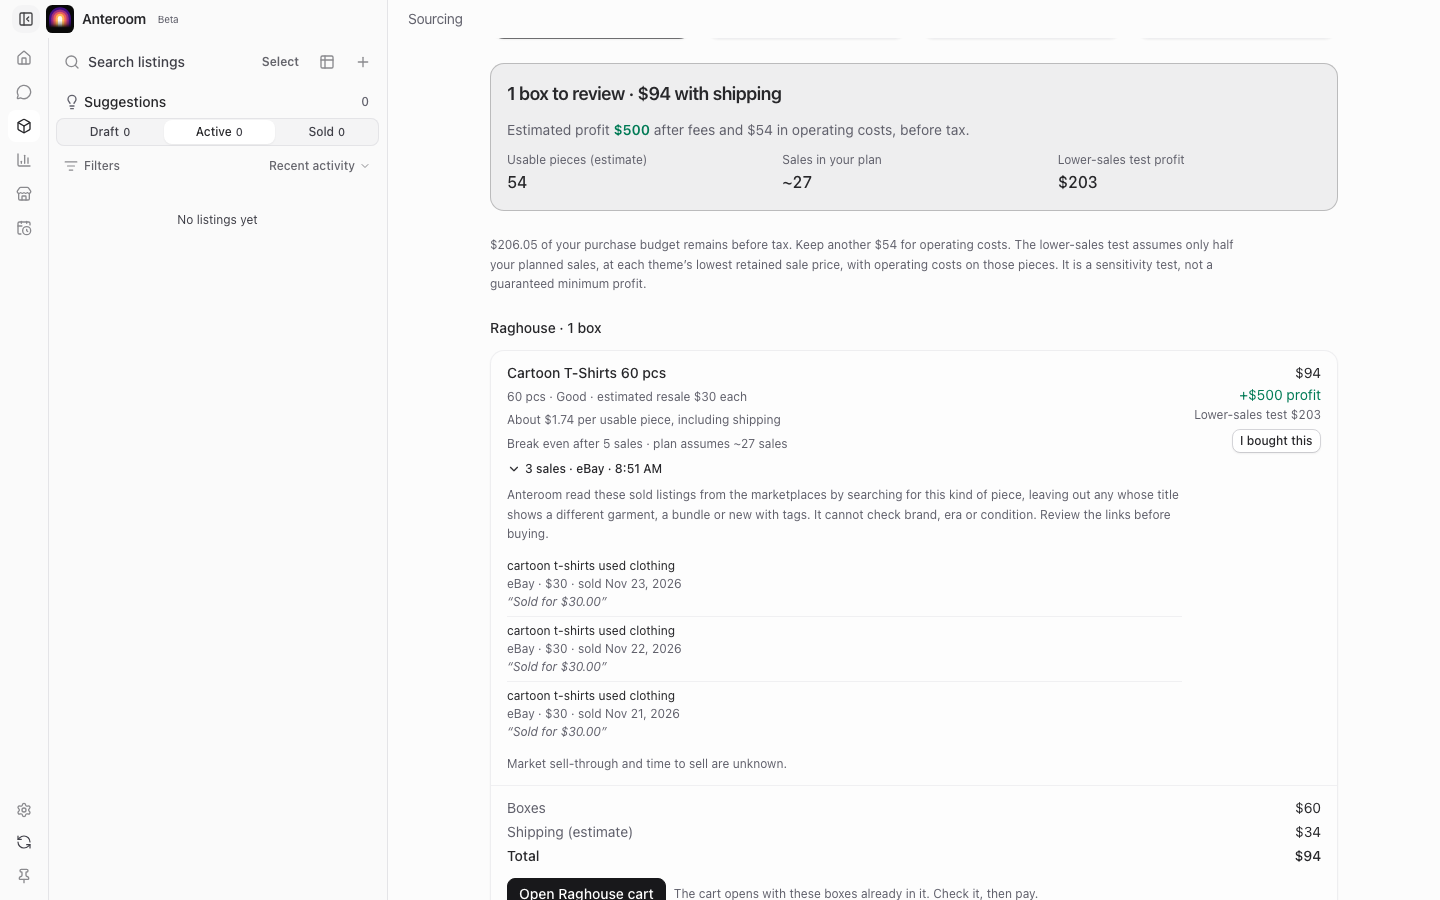 Anteroom Beta
Sourcing
Search listings
Select
Suggestions 0
Draft 0
Active 0
Sold 0
Filters
Recent activity
No listings yet
1 box to review · $94 with shipping
Estimated profit $500 after fees and $54 in operating costs, before tax.
Usable pieces (estimate)
54
Sales in your plan
~27
Lower-sales test profit
$203
$206.05 of your purchase budget remains before tax. Keep another $54 for operating costs. The lower-sales test assumes only half
your planned sales, at each theme’s lowest retained sale price, with operating costs on those pieces. It is a sensitivity test, not a
guaranteed minimum profit.
Raghouse · 1 box
Cartoon T-Shirts 60 pcs
60 pcs · Good · estimated resale $30 each
About $1.74 per usable piece, including shipping
Break even after 5 sales · plan assumes ~27 sales
$94
+$500 profit
Lower-sales test $203
I bought this
3 sales · eBay · 8:51 AM
Anteroom read these sold listings from the marketplaces by searching for this kind of piece, leaving out any whose title
shows a different garment, a bundle or new with tags. It cannot check brand, era or condition. Review the links before
buying.
cartoon t-shirts used clothing
eBay · $30 · sold Nov 23, 2026
“Sold for $30.00”
cartoon t-shirts used clothing
eBay · $30 · sold Nov 22, 2026
“Sold for $30.00”
cartoon t-shirts used clothing
eBay · $30 · sold Nov 21, 2026
“Sold for $30.00”
Market sell-through and time to sell are unknown.
Boxes $60
Shipping (estimate) $34
Total $94
Open Raghouse cart
The cart opens with these boxes already in it. Check it, then pay.